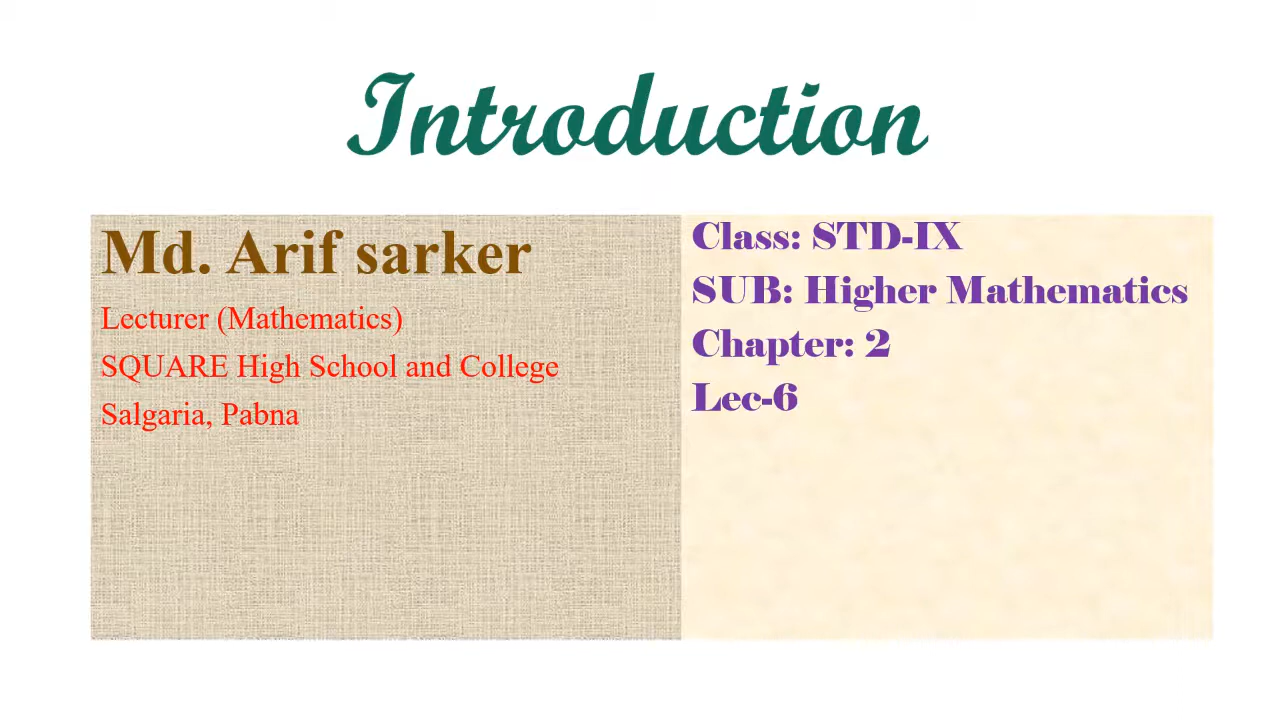 Introduction
Md. Arif sarker
Lecturer (Mathematics)
SQUARE High School and College
Salgaria, Pabna
Class: STD-IX
SUB: Higher Mathematics
Chapter: 2
Lec-6